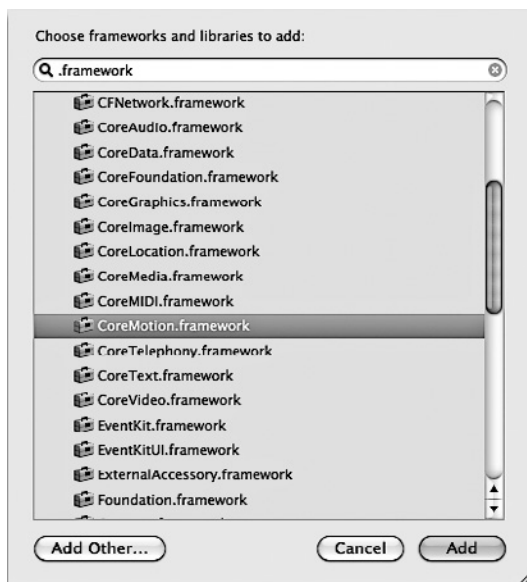 Choose frameworks and libraries to add:
.framework
CFNetwork.framework
CoreAudio.framework
CoreData.framework
CoreFoundation.framework
CoreGraphics.framework
CoreImage.framework
CoreLocation.framework
CoreMedia.framework
CoreMIDI.framework
CoreMotion.framework
CoreTelephony.framework
CoreText.framework
CoreVideo.framework
EventKit.framework
EventKitUI.framework
ExternalAccessory.framework
Foundation.framework
Add Other... Cancel Add